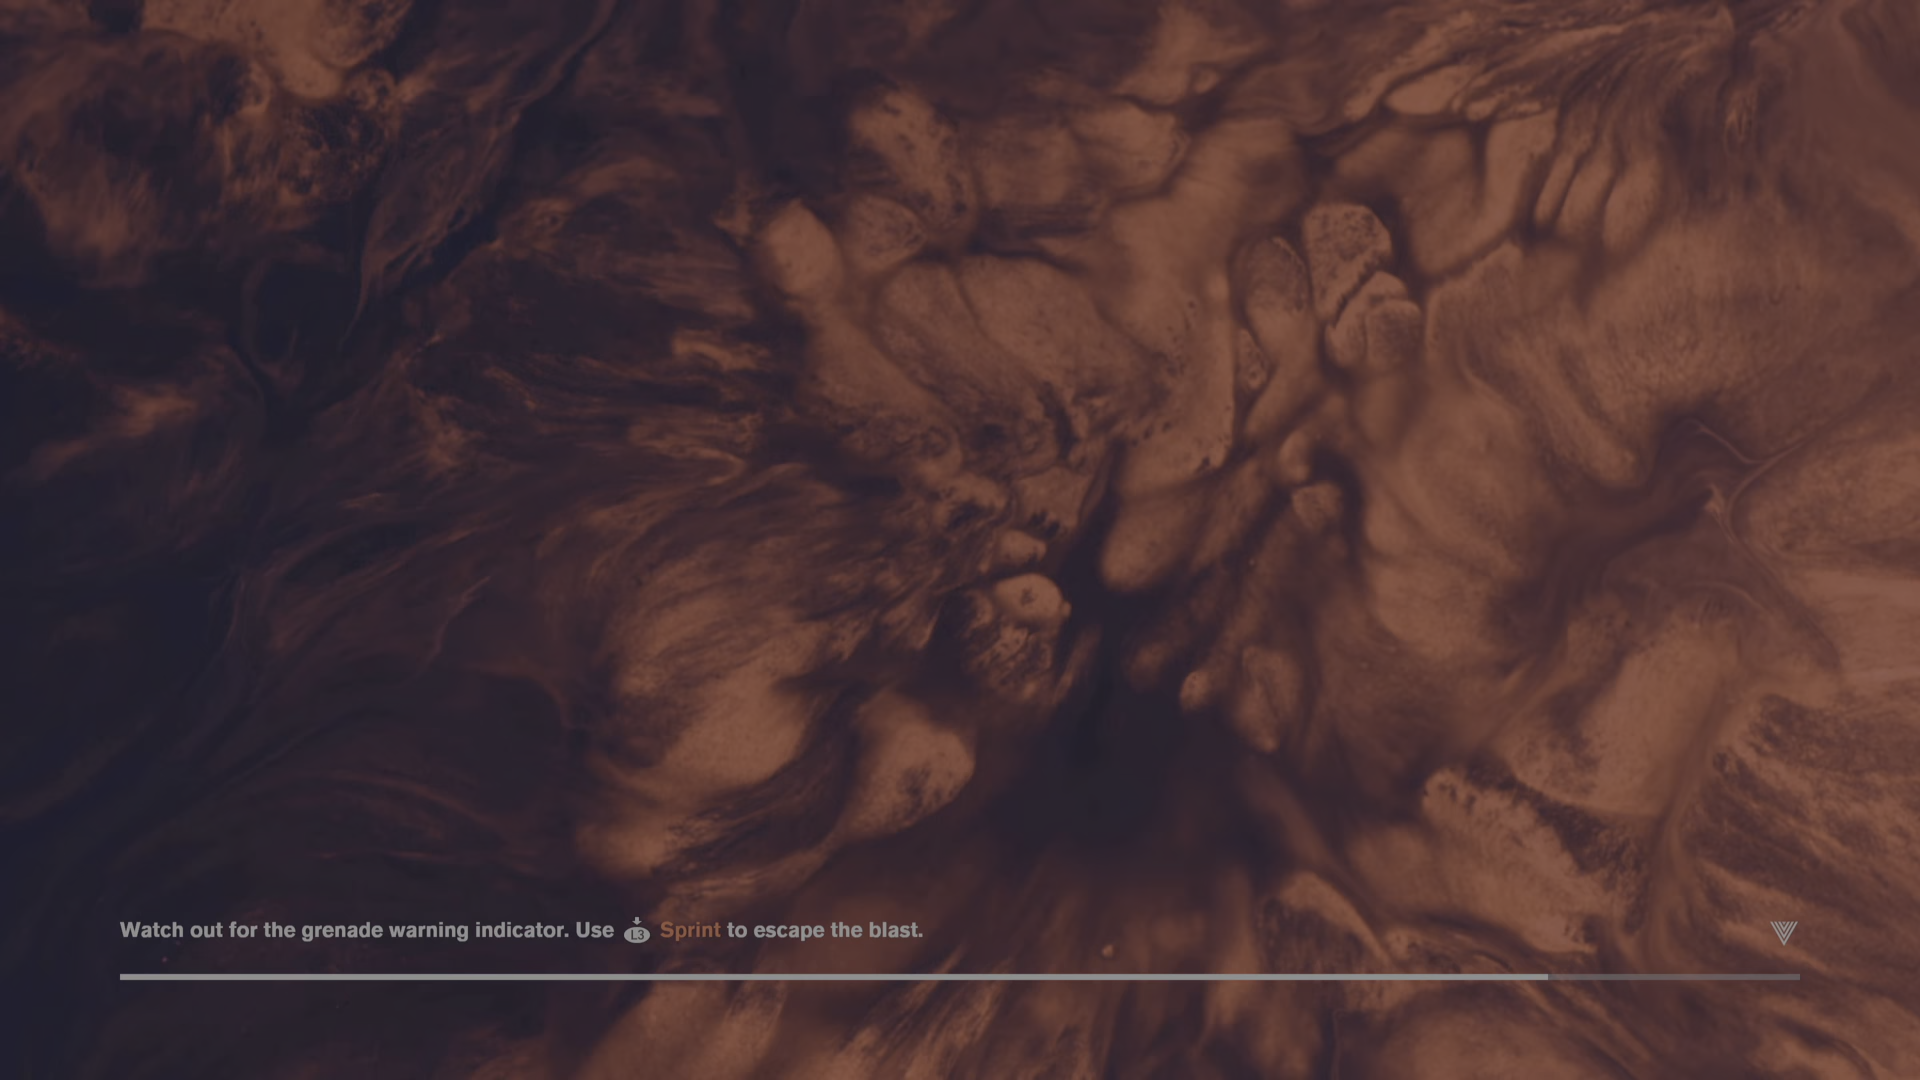 Watch out for the grenade warning indicator. Use L3 Sprint to escape the blast.